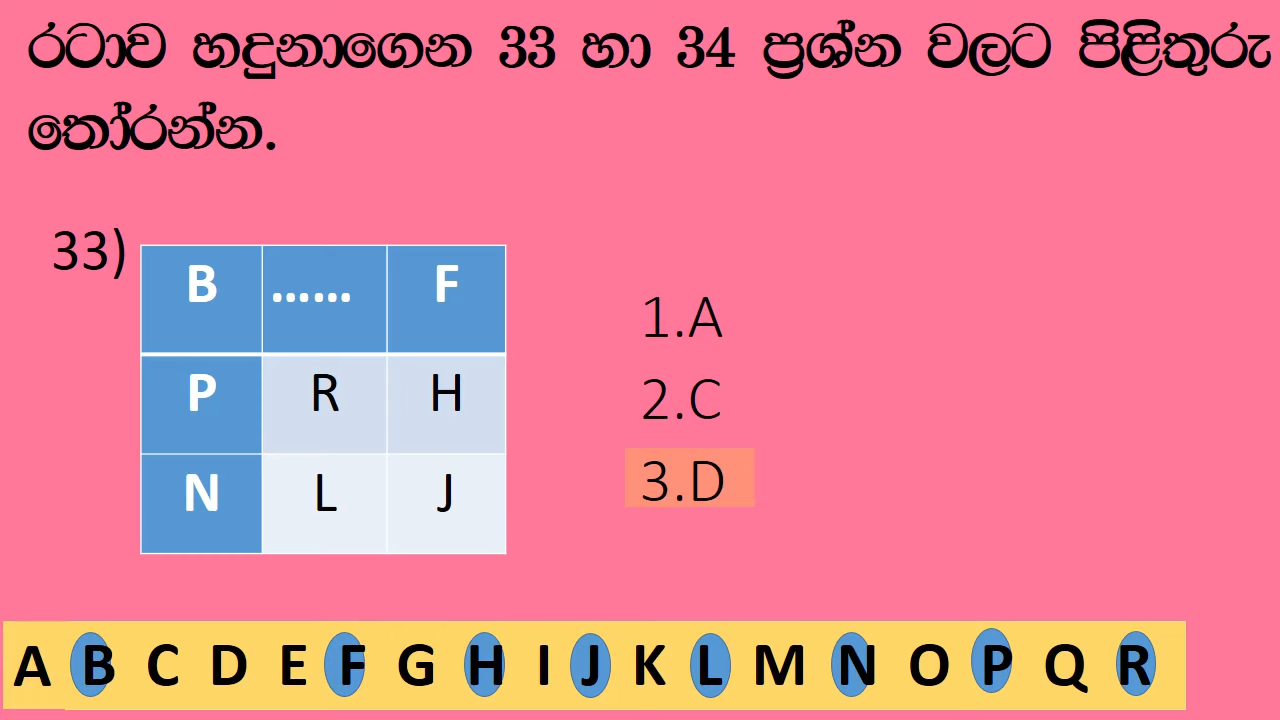 රටාව හඳුනාගෙන 33 හා 34 ප්‍රශ්න වලට පිළිතුරු
තෝරන්න.
33)
B ...... F
P R H
N L J
1.A
2.C
3.D
A B C D E F G H I J K L M N O P Q R